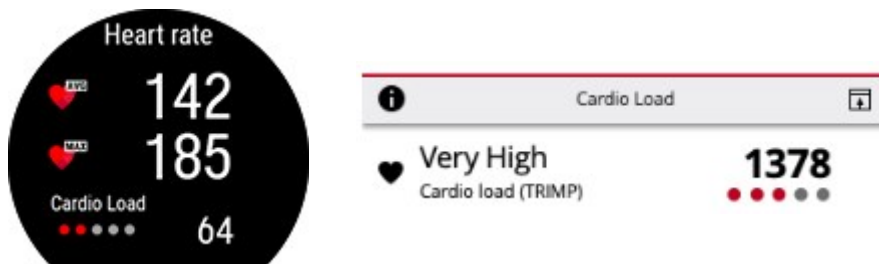 Heart rate
AVG
142
MAX
185
Cardio Load
64
Cardio Load
Very High
1378
Cardio load (TRIMP)